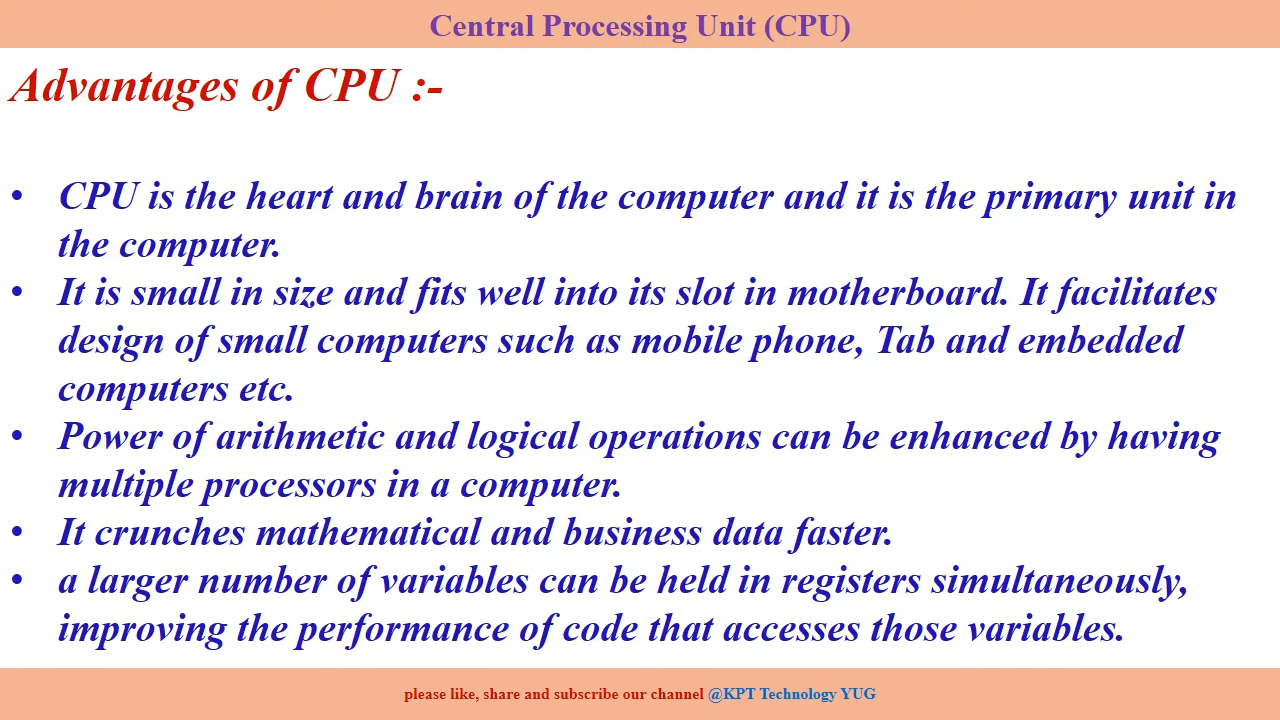 Central Processing Unit (CPU)
Advantages of CPU :-
• CPU is the heart and brain of the computer and it is the primary unit in
the computer.
• It is small in size and fits well into its slot in motherboard. It facilitates
design of small computers such as mobile phone, Tab and embedded
computers etc.
• Power of arithmetic and logical operations can be enhanced by having
multiple processors in a computer.
• It crunches mathematical and business data faster.
• a larger number of variables can be held in registers simultaneously,
improving the performance of code that accesses those variables.
please like, share and subscribe our channel @KPT Technology YUG